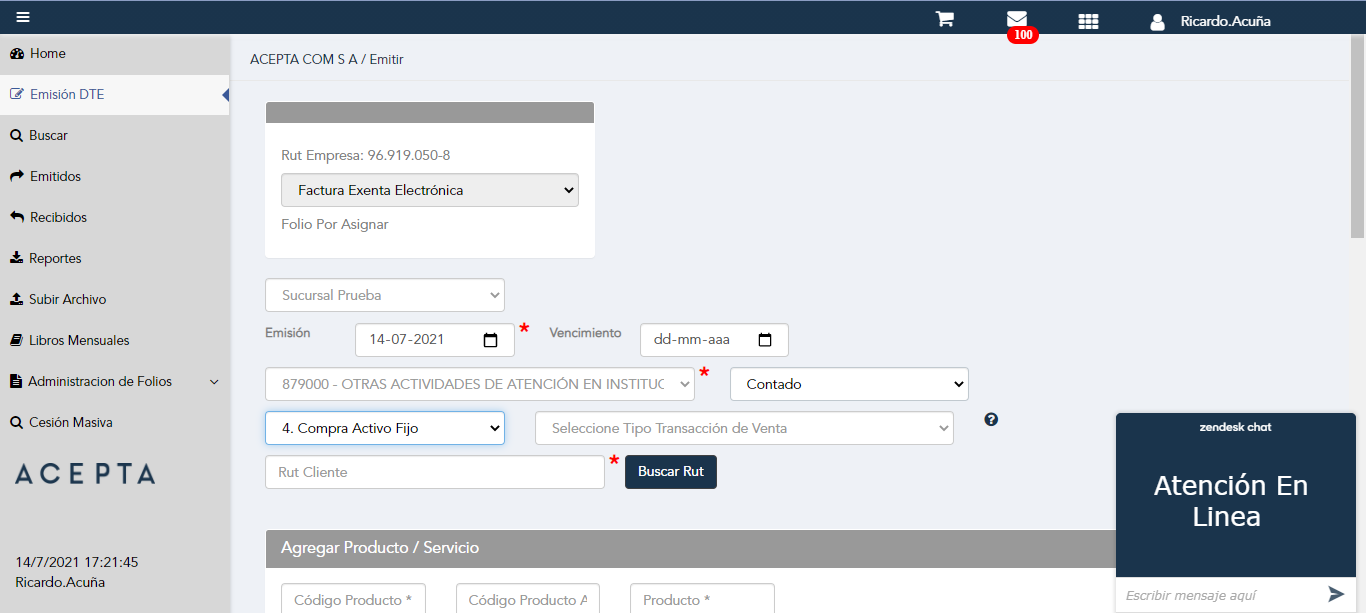 Ricardo.Acuña
100
Home
Emisión DTE
Buscar
Emitidos
Recibidos
Reportes
Subir Archivo
Libros Mensuales
Administracion de Folios
Cesión Masiva
ACEPTA
14/7/2021 17:21:45
Ricardo.Acuña
ACEPTA COM S A / Emitir
Rut Empresa: 96.919.050-8
Factura Exenta Electrónica
Folio Por Asignar
Sucursal Prueba
Emisión 14-07-2021 * Vencimiento dd-mm-aaa
879000 - OTRAS ACTIVIDADES DE ATENCIÓN EN INSTITUC * Contado
4. Compra Activo Fijo Seleccione Tipo Transacción de Venta ?
Rut Cliente * Buscar Rut
Agregar Producto / Servicio
Código Producto * Código Producto A Producto *
zendesk chat
Atención En
Linea
Escribir mensaje aquí